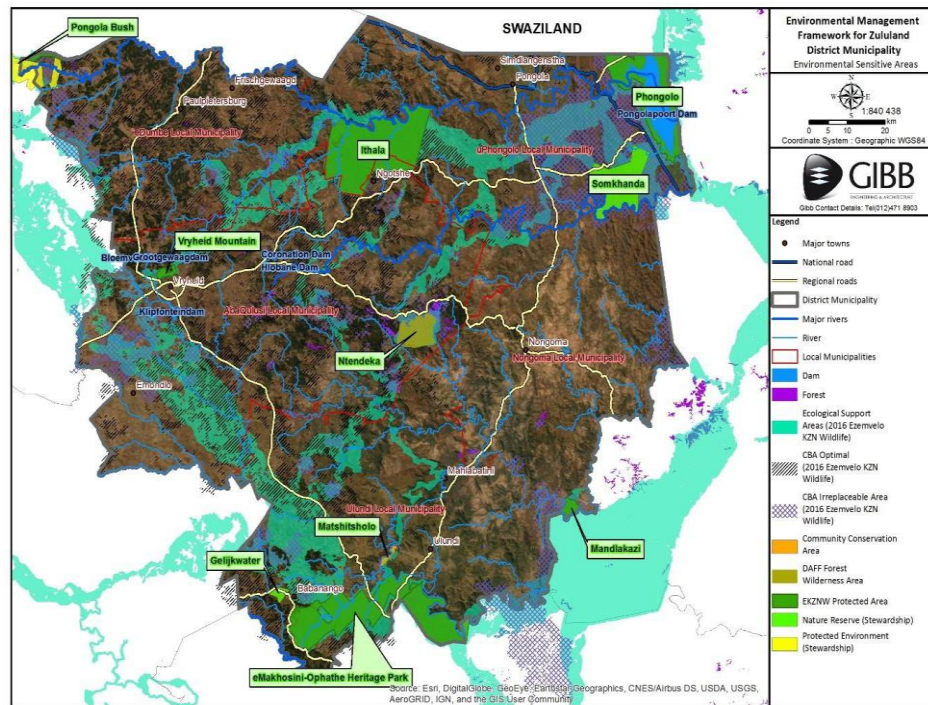 Pongola Bush
SWAZILAND
Simdlangentsha
Pongola
Frischgewaagd
Paulpietersburg
eDumbe Local Municipality
Phongolo
Pongolapoort Dam
Ithala
uPhongolo Local Municipality
Ngotshe
Somkhanda
Vryheid Mountain
Grootgewaagdam
Coronation Dam
Hlobane Dam
Vryheid
Klipfonteindam
AbaQulusi Local Municipality
Ntendeka
Nongoma
Nongoma Local Municipality
Emondlo
Mahlabatini
Ulundi Local Municipality
Matshitsholo
Ulundi
Mandlakazi
Gelijkwater
Babanango
eMakhosini-Ophathe Heritage Park
Source: Esri, DigitalGlobe, GeoEye, Earthstar Geographics, CNES/Airbus DS, USDA, USGS,
AeroGRID, IGN, and the GIS User Community
Environmental Management
Framework for Zululand
District Municipality
Environmental Sensitive Areas
N
W E
S
1:840 438
0 5 10 20
km
Coordinate System : Geographic WGS84
GIBB
ENGINEERING & ARCHITECTURE
Gibb Contact Details: Tel(012)471 8903
Legend
Major towns
National road
Regional roads
District Municipality
Major rivers
River
Local Municipalities
Dam
Forest
Ecological Support
Areas (2016 Ezemvelo
KZN Wildlife)
CBA Optimal
(2016 Ezemvelo KZN
Wildlife)
CBA Irreplaceable Area
(2016 Ezemvelo KZN
Wildlife)
Community Conservation
Area
DAFF Forest
Wilderness Area
EKZNW Protected Area
Nature Reserve (Stewardship)
Protected Environment
(Stewardship)